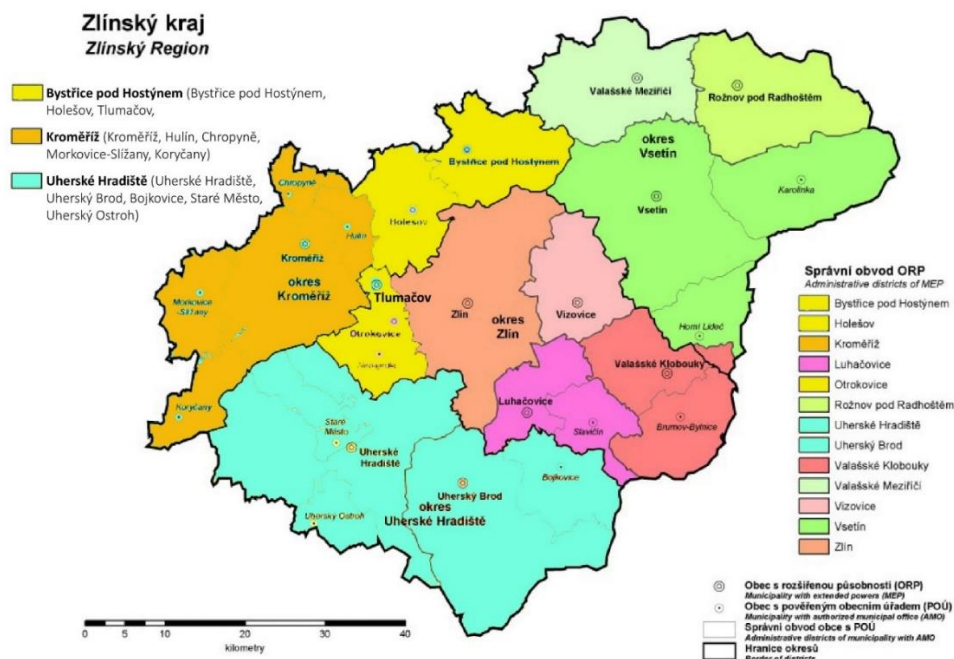 Zlínský kraj
Zlínský Region
Bystřice pod Hostýnem (Bystřice pod Hostýnem,
Holešov, Tlumačov,
Kroměříž (Kroměříž, Hulín, Chropyně,
Morkovice-Slížany, Koryčany)
Uherské Hradiště (Uherské Hradiště,
Uherský Brod, Bojkovice, Staré Město,
Uherský Ostroh)
Valašské Meziříčí
Rožnov pod Radhoštěm
okres
Vsetín
Bystřice pod Hostýnem
Karolinka
Vsetín
Chropyně
Holešov
Hulín
Kroměříž
okres
Kroměříž
Tlumačov
Morkovice
-Slížany
Zlín
okres
Zlín
Vizovice
Otrokovice
Horní Lideč
Valašské Klobouky
Luhačovice
Koryčany
Slavičín
Brumov-Bylnice
Staré
Město
Uherské
Hradiště
Bojkovice
Uherský Brod
okres
Uherské Hradiště
Uherský Ostroh
Správní obvod ORP
Administrative districts of MEP
Bystřice pod Hostýnem
Holešov
Kroměříž
Luhačovice
Otrokovice
Rožnov pod Radhoštěm
Uherské Hradiště
Uherský Brod
Valašské Klobouky
Valašské Meziříčí
Vizovice
Vsetín
Zlín
Obec s rozšířenou působností (ORP)
Municipality with extended powers (MEP)
Obec s pověřeným obecním úřadem (POÚ)
Municipality with authorized municipal office (AMO)
Správní obvod obce s POÚ
Administrative districts of municipality with AMO
Hranice okresů
Border of districts
0 5 10 20 30 40
kilometry